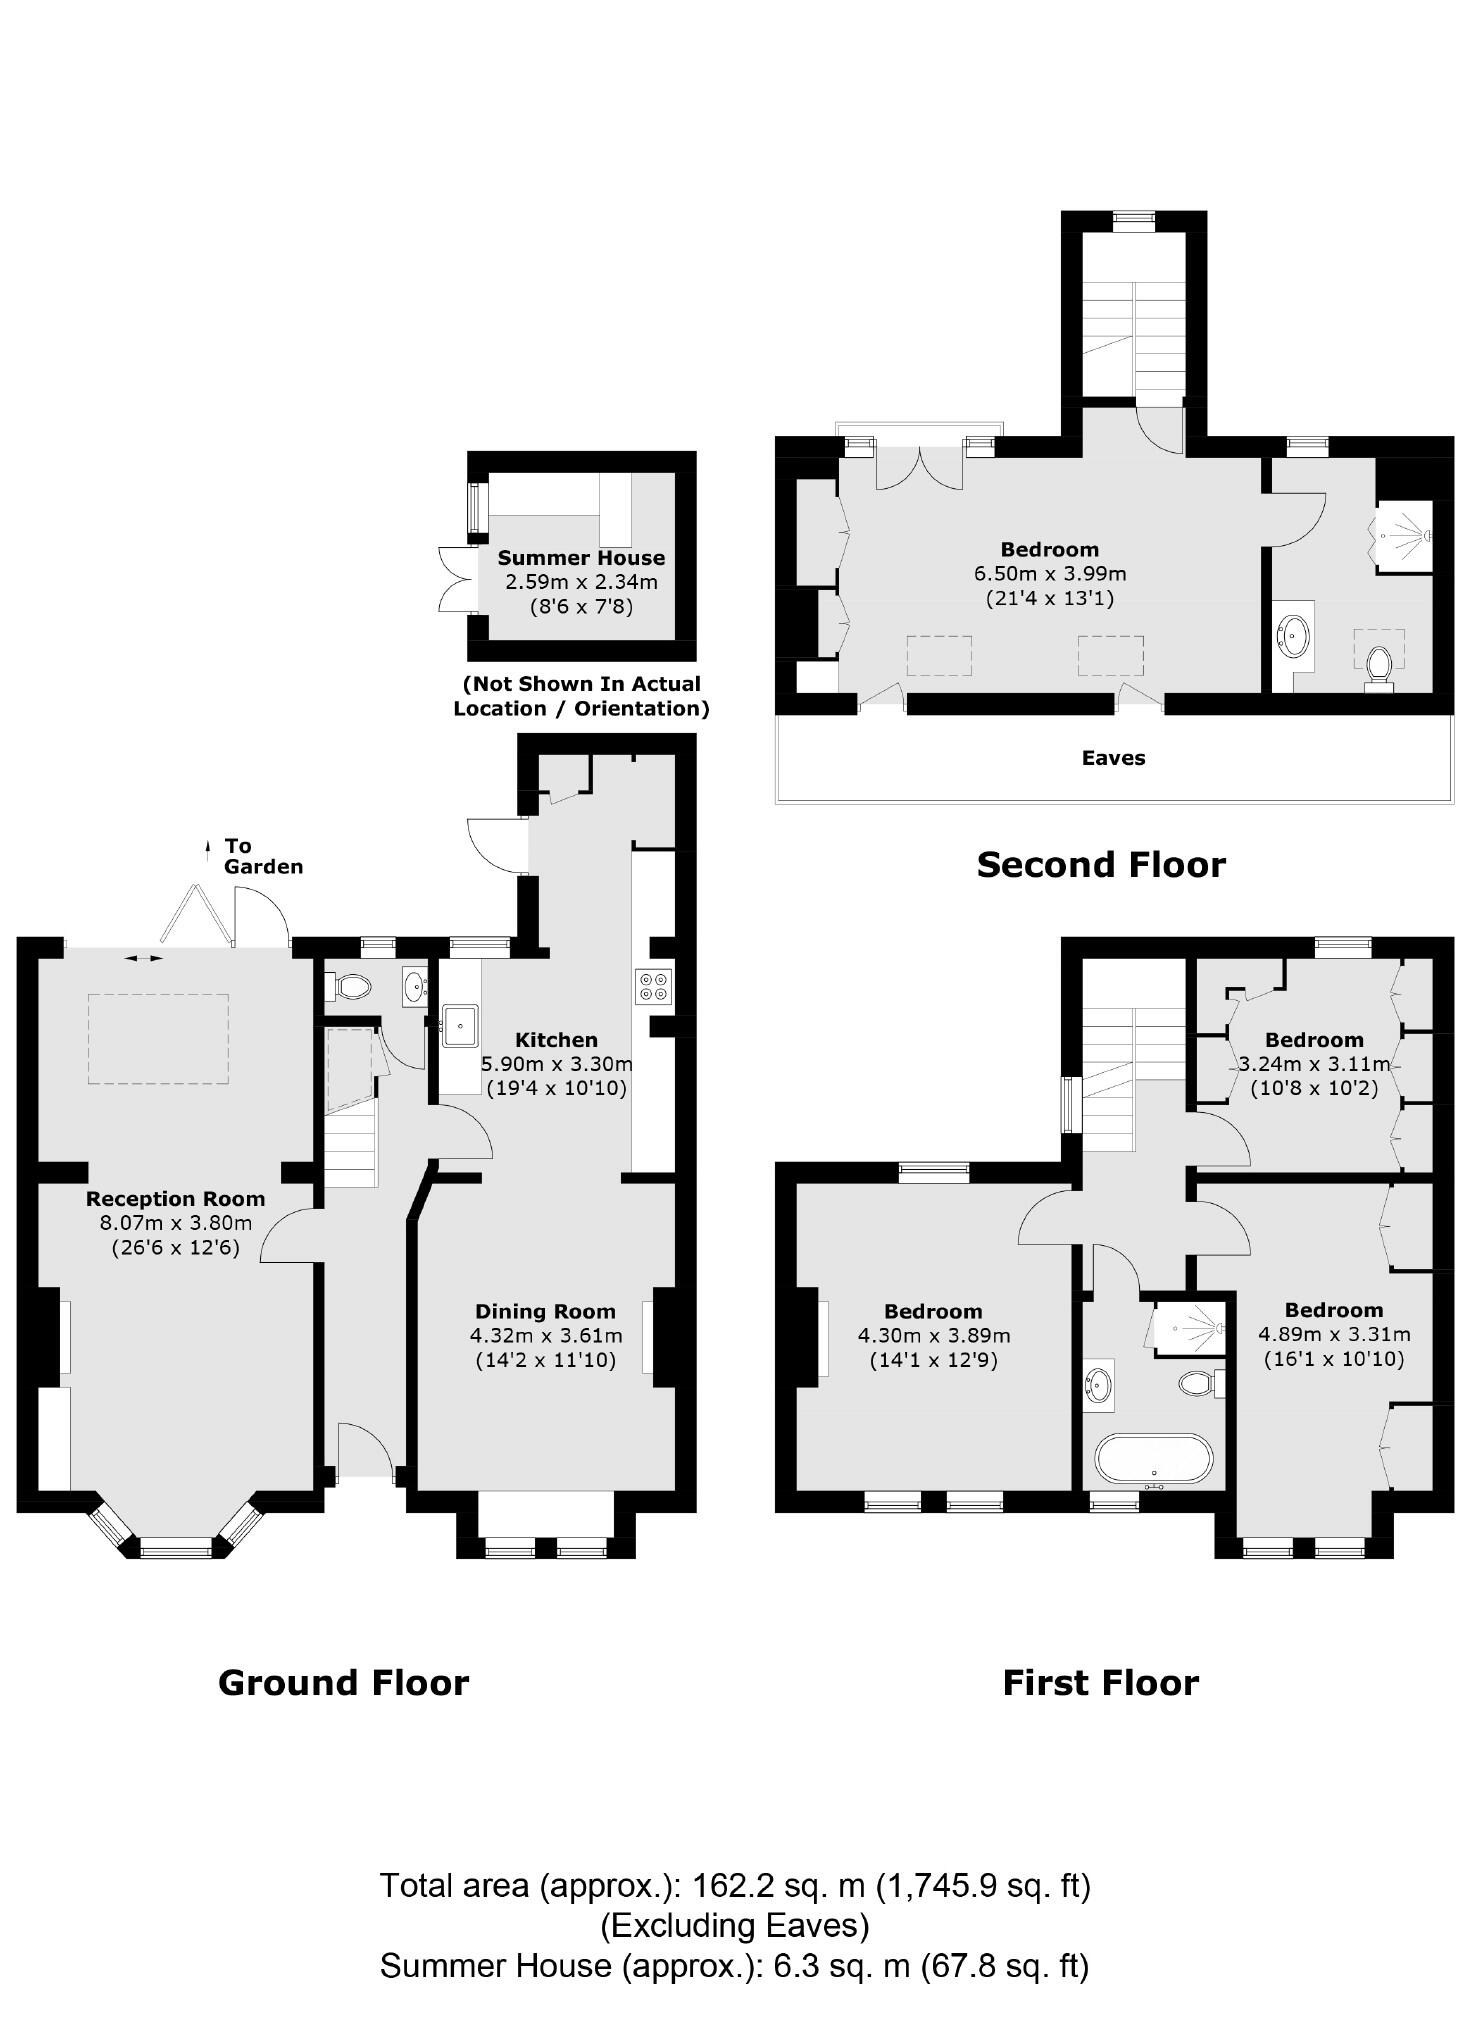 Bedroom
6.50m x 3.99m
(21'4 x 13'1)
Eaves
Second Floor
Summer House
2.59m x 2.34m
(8'6 x 7'8)
(Not Shown In Actual
Location / Orientation)
To
Garden
Kitchen
5.90m x 3.30m
(19'4 x 10'10)
Reception Room
8.07m x 3.80m
(26'6 x 12'6)
Dining Room
4.32m x 3.61m
(14'2 x 11'10)
Ground Floor
Bedroom
3.24m x 3.11m
(10'8 x 10'2)
Bedroom
4.30m x 3.89m
(14'1 x 12'9)
Bedroom
4.89m x 3.31m
(16'1 x 10'10)
First Floor
Total area (approx.): 162.2 sq. m (1,745.9 sq. ft)
(Excluding Eaves)
Summer House (approx.): 6.3 sq. m (67.8 sq. ft)